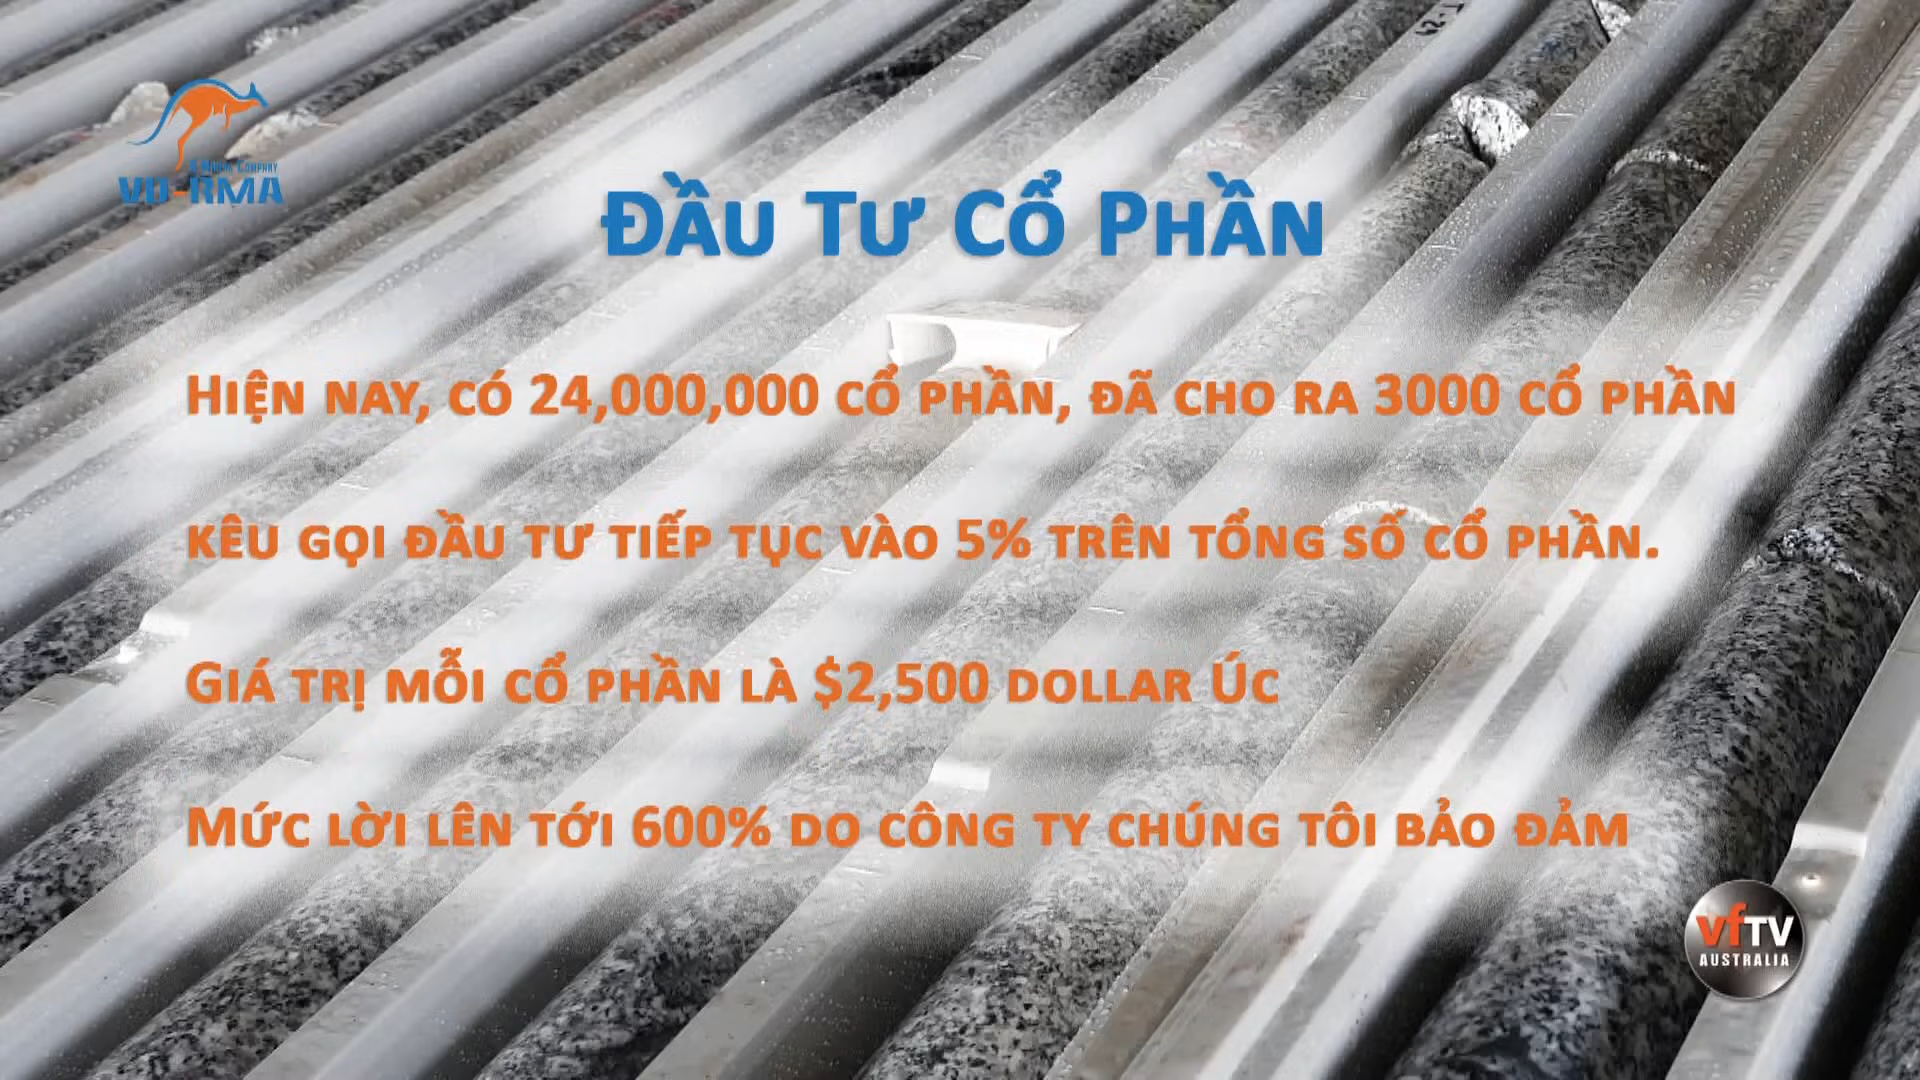 VD-RMA
Đầu Tư Cổ Phần
Hiện nay, có 24,000,000 cổ phần, đã cho ra 3000 cổ phần
kêu gọi đầu tư tiếp tục vào 5% trên tổng số cổ phần.
Giá trị mỗi cổ phần là $2,500 dollar Úc
Mức lời lên tới 600% do công ty chúng tôi bảo đảm
vfTV
AUSTRALIA